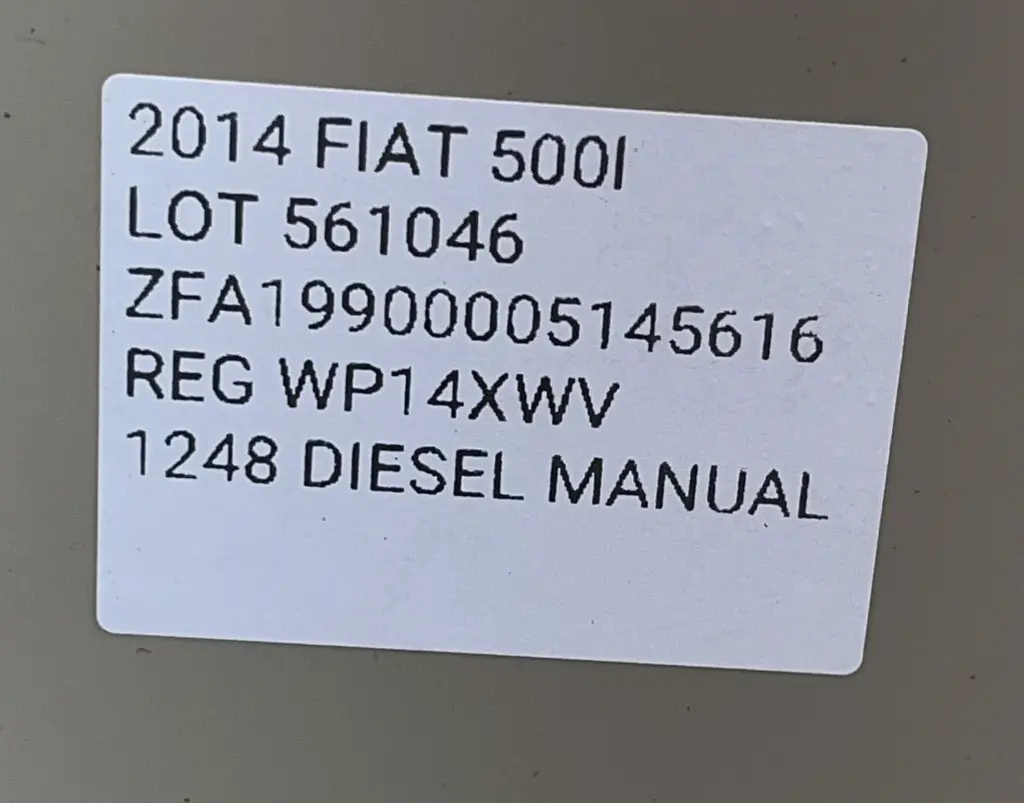 2014 FIAT 500l
LOT 561046
ZFA19900005145616
REG WP14XWV
1248 DIESEL MANUAL